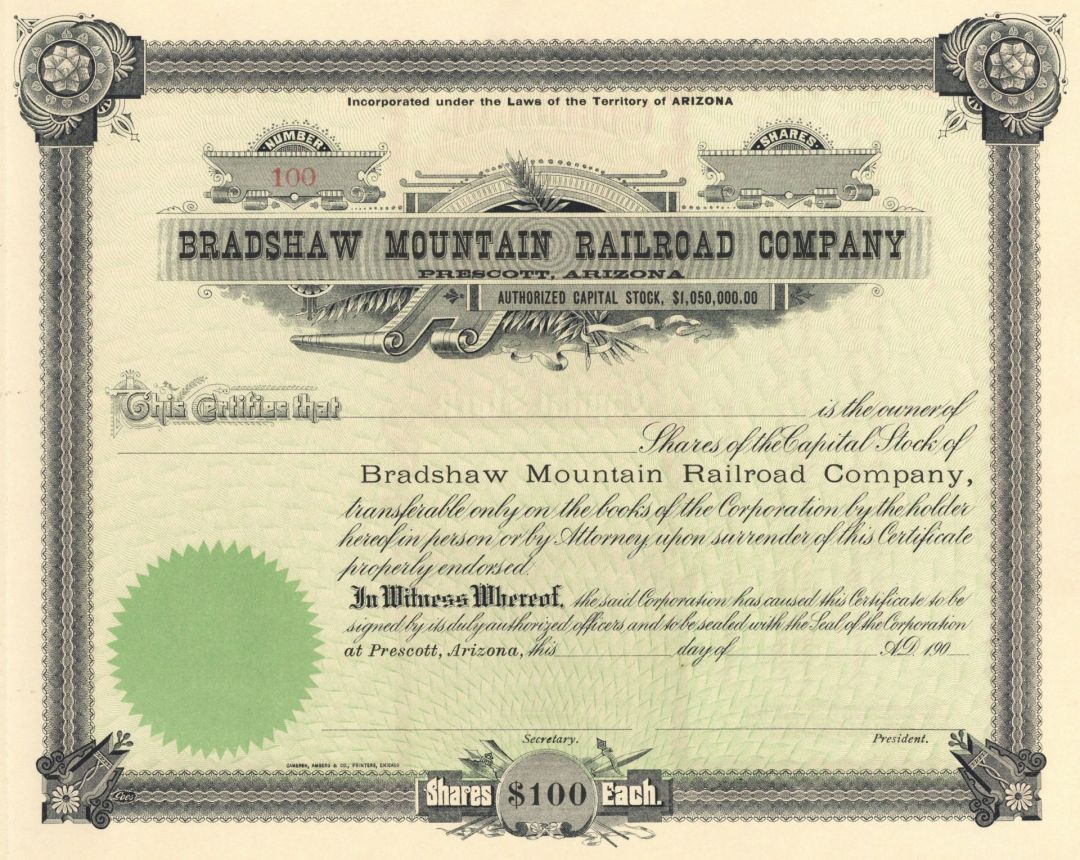 Incorporated under the Laws of the Territory of ARIZONA
·NUMBER·
·SHARES·
100
BRADSHAW MOUNTAIN RAILROAD COMPANY
PRESCOTT, ARIZONA
AUTHORIZED CAPITAL STOCK, $1,050,000.00
This Certifies that is the owner of
Shares of the Capital Stock of
Bradshaw Mountain Railroad Company,
transferable only on the books of the Corporation by the holder
hereof in person or by Attorney, upon surrender of this Certificate
properly endorsed.
In Witness Whereof, the said Corporation has caused this Certificate to be
signed by its duly authorized officers and to be sealed with the Seal of the Corporation
at Prescott, Arizona, this day of A.D. 190
Secretary. President.
CAMERON, AMBERG & CO., PRINTERS, CHICAGO
Shares $100 Each.